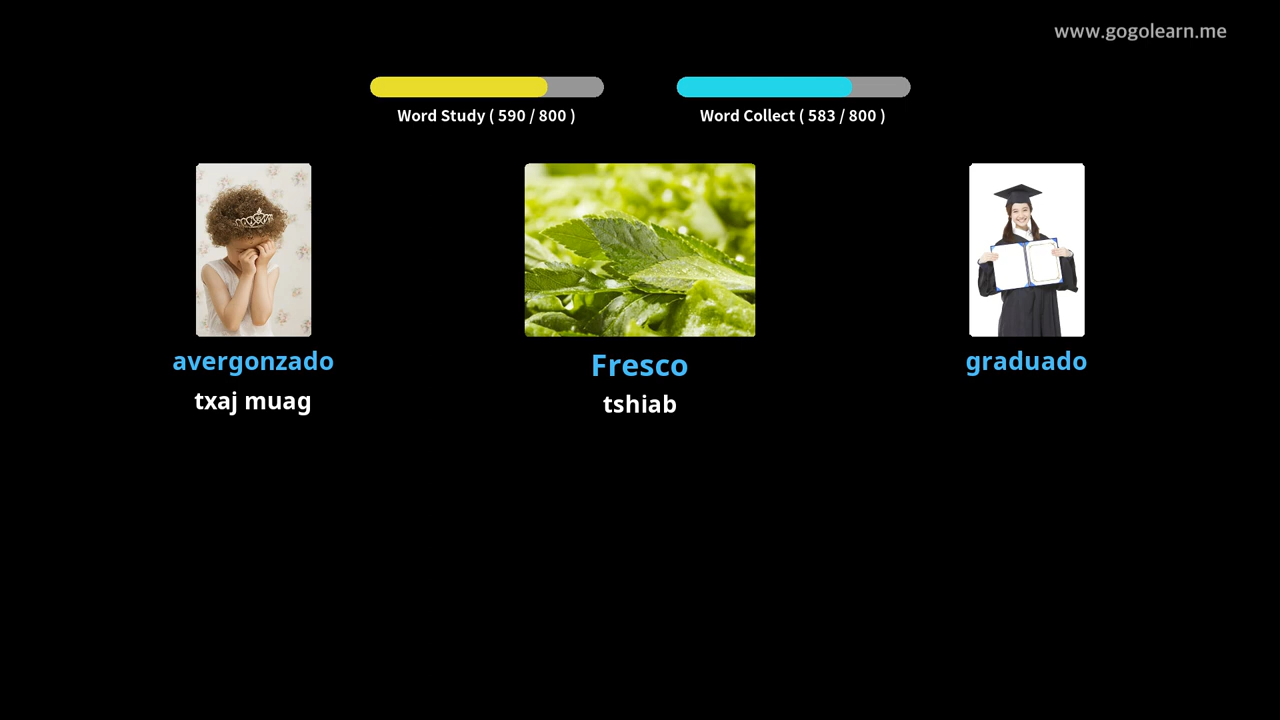 www.gogolearn.me
Word Study ( 590 / 800 )
Word Collect ( 583 / 800 )
avergonzado
Fresco
graduado
txaj muag
tshiab